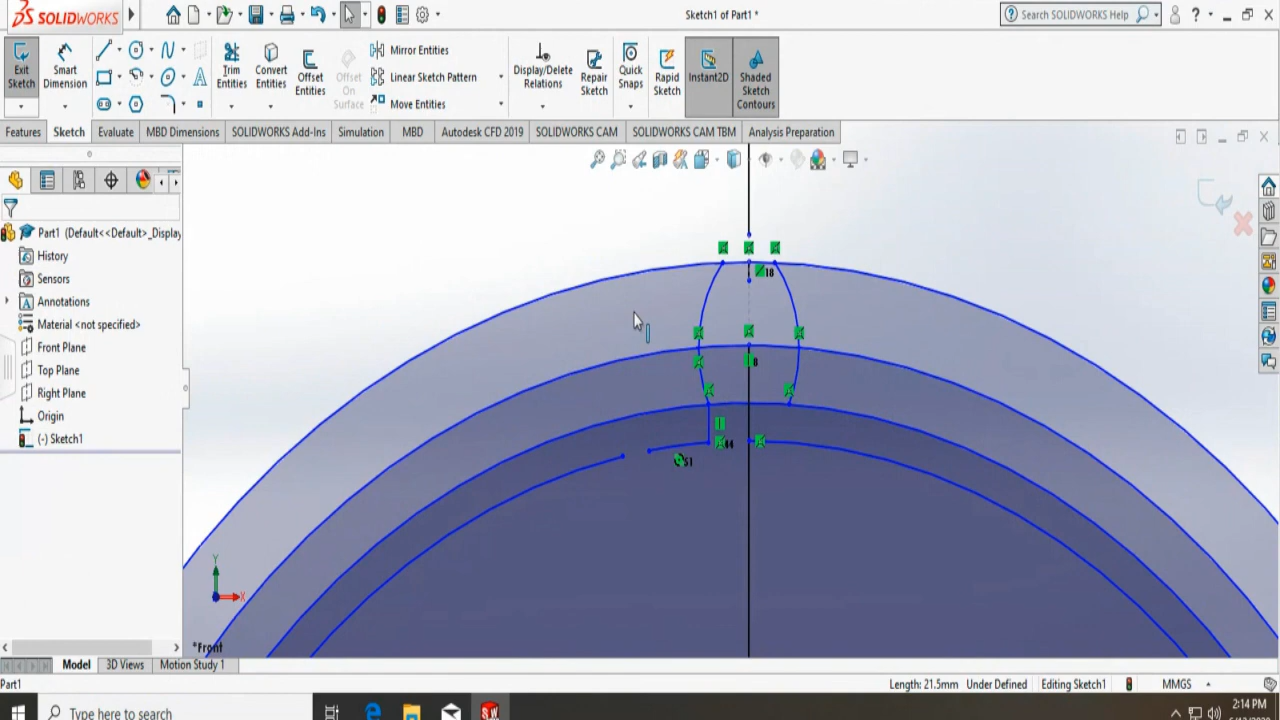 SOLIDWORKS
Sketch1 of Part1 *
Search SOLIDWORKS Help
Exit Sketch
Smart Dimension
Trim Entities
Convert Entities
Offset Entities
Offset On Surface
Mirror Entities
Linear Sketch Pattern
Move Entities
Display/Delete Relations
Repair Sketch
Quick Snaps
Rapid Sketch
Instant2D
Shaded Sketch Contours
Features
Sketch
Evaluate
MBD Dimensions
SOLIDWORKS Add-Ins
Simulation
MBD
Autodesk CFD 2019
SOLIDWORKS CAM
SOLIDWORKS CAM TBM
Analysis Preparation
Part1 (Default<<Default>_Display
History
Sensors
Annotations
Material <not specified>
Front Plane
Top Plane
Right Plane
Origin
(-) Sketch1
18
8
44
51
Y
X
*Front
Model
3D Views
Motion Study 1
Part1
Length: 21.5mm
Under Defined
Editing Sketch1
MMGS
Type here to search
2:14 PM